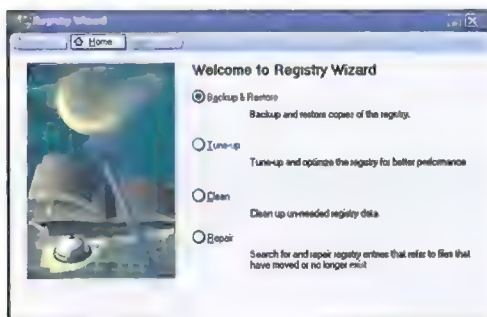 Registry Wizard
Home
Welcome to Registry Wizard
Backup & Restore
Backup and restore copies of the registry.
Tune-up
Tune-up and optimize the registry for better performance
Clean
Clean up un-needed registry data
Repair
Search for and repair registry entries that refer to files that
have moved or no longer exist